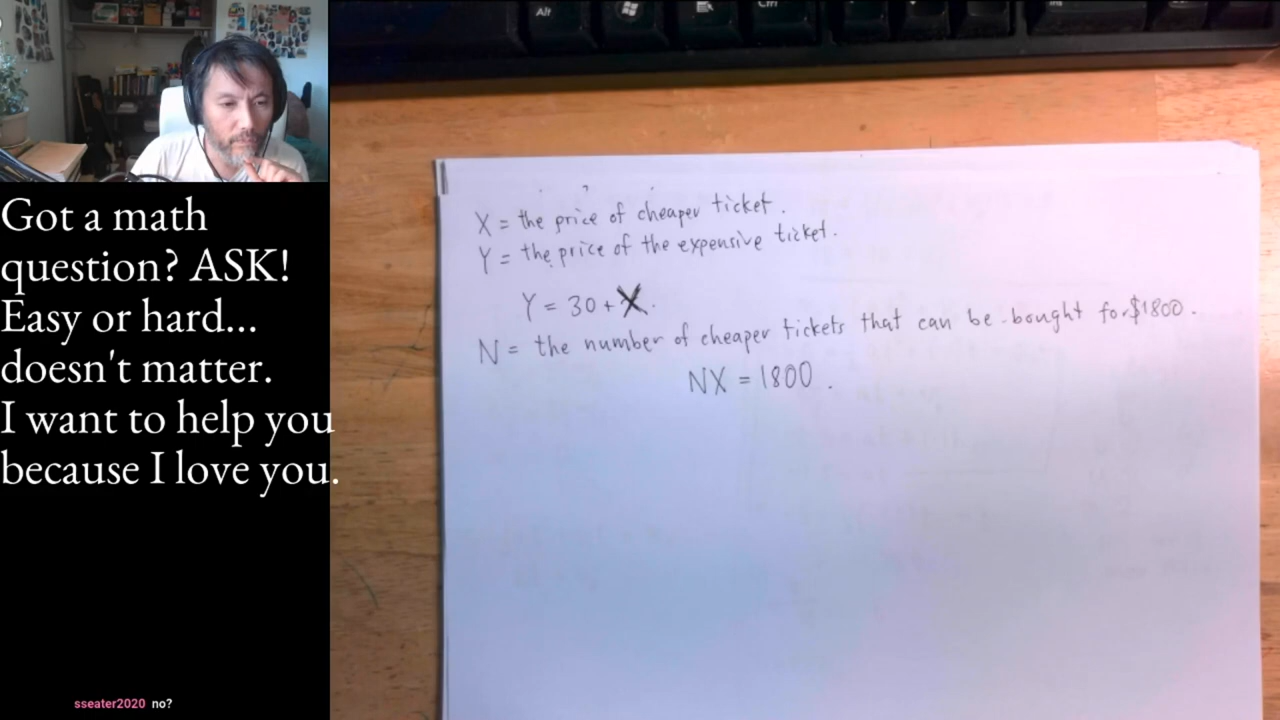 Got a math
question? ASK!
Easy or hard...
doesn't matter.
I want to help you
because I love you.
sseater2020 no?
Alt
Ctrl
X = the price of cheaper ticket.
Y = the price of the expensive ticket.
Y = 30 + X.
N = the number of cheaper tickets that can be bought for $1800.
NX = 1800.